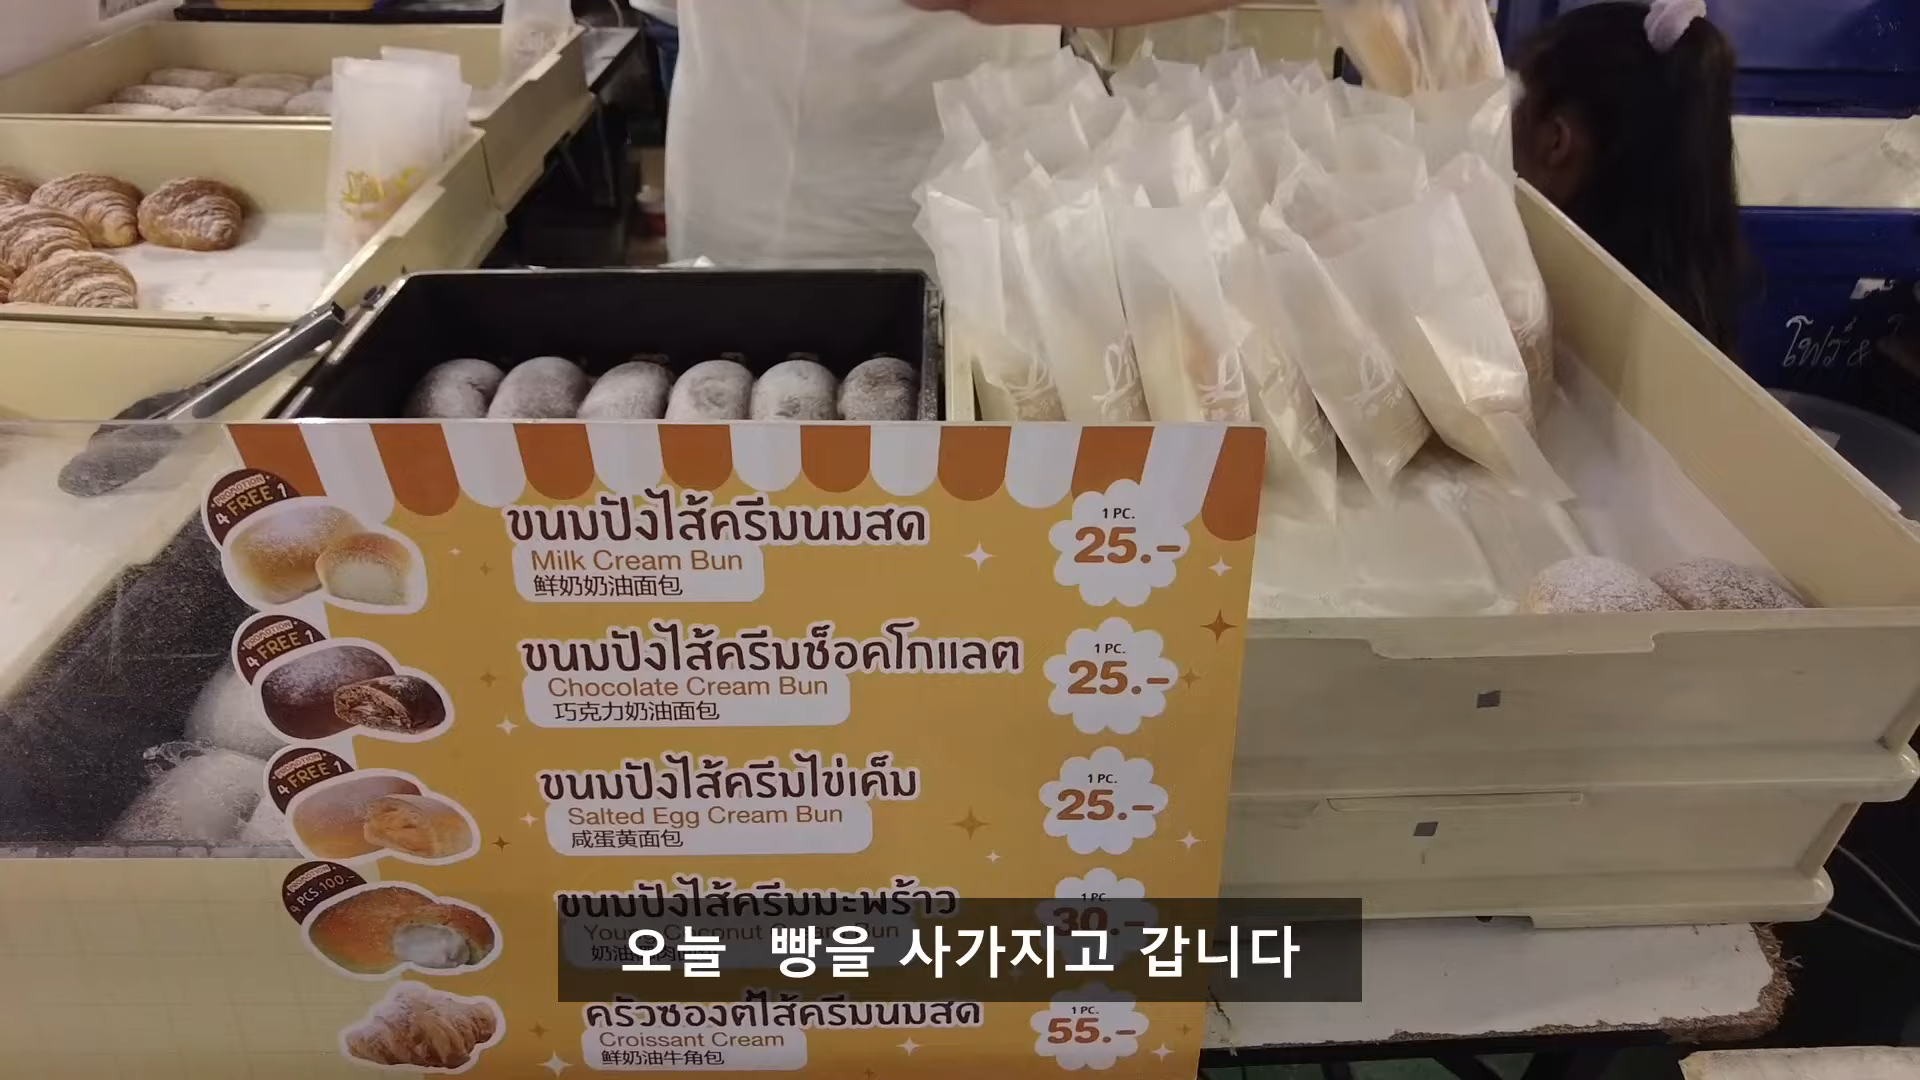 โฟร์ &
PROMOTION
4 FREE 1
ขนมปังไส้ครีมนมสด
Milk Cream Bun
鲜奶奶油面包
1 PC.
25.-
PROMOTION
4 FREE 1
ขนมปังไส้ครีมช็อคโกแลต
Chocolate Cream Bun
巧克力奶油面包
1 PC.
25.-
PROMOTION
4 FREE 1
ขนมปังไส้ครีมไข่เค็ม
Salted Egg Cream Bun
咸蛋黄面包
1 PC.
25.-
PROMOTION
4 PCS.100.-
ขนมปังไส้ครีมมะพร้าว
Young Coconut Cream Bun
1 PC.
30.-
오늘 빵을 사가지고 갑니다
ครัวซองต์ไส้ครีมนมสด
Croissant Cream
鲜奶油牛角包
1 PC.
55.-